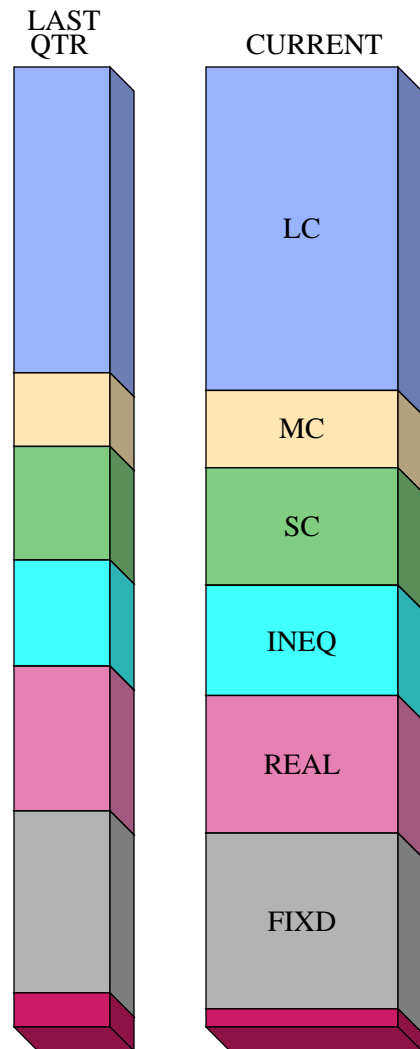 LAST
QTR
CURRENT
LC
MC
SC
INEQ
REAL
FIXD